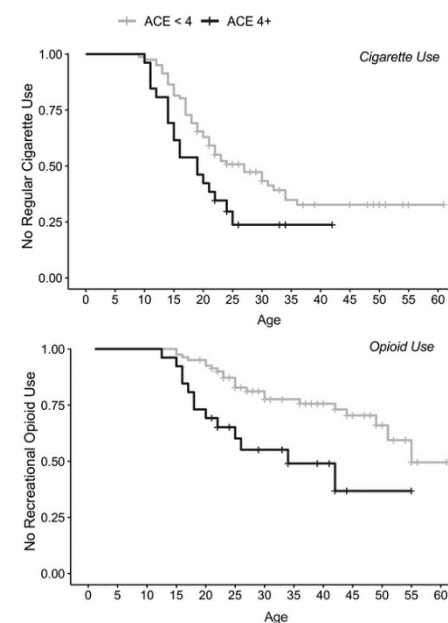 ACE < 4 ACE 4+
Cigarette Use
No Regular Cigarette Use
1.00
0.75
0.50
0.25
0.00
0 5 10 15 20 25 30 35 40 45 50 55 60
Age
Opioid Use
No Recreational Opioid Use
1.00
0.75
0.50
0.25
0.00
0 5 10 15 20 25 30 35 40 45 50 55 60
Age